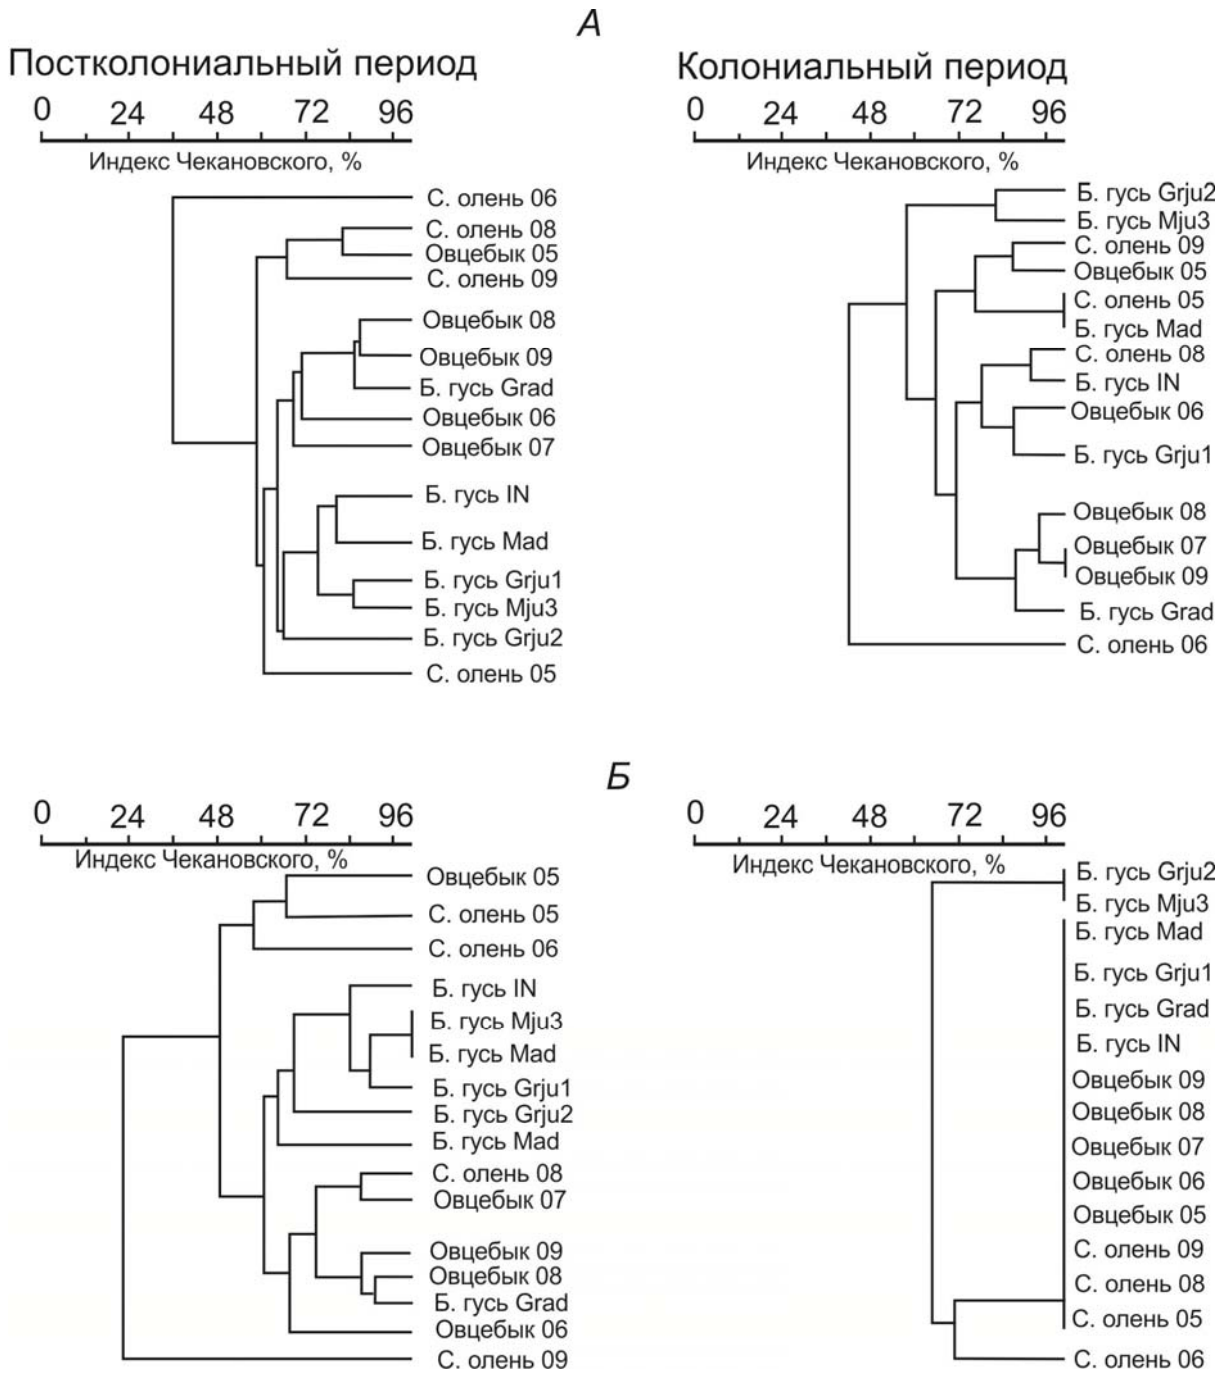 А
Постколониальный период
0 24 48 72 96
Индекс Чекановского, %
С. олень 06
С. олень 08
Овцебык 05
С. олень 09
Овцебык 08
Овцебык 09
Б. гусь Grad
Овцебык 06
Овцебык 07
Б. гусь IN
Б. гусь Mad
Б. гусь Grju1
Б. гусь Mju3
Б. гусь Grju2
С. олень 05
Колониальный период
0 24 48 72 96
Индекс Чекановского, %
Б. гусь Grju2
Б. гусь Mju3
С. олень 09
Овцебык 05
С. олень 05
Б. гусь Mad
С. олень 08
Б. гусь IN
Овцебык 06
Б. гусь Grju1
Овцебык 08
Овцебык 07
Овцебык 09
Б. гусь Grad
С. олень 06
Б
0 24 48 72 96
Индекс Чекановского, %
Овцебык 05
С. олень 05
С. олень 06
Б. гусь IN
Б. гусь Mju3
Б. гусь Mad
Б. гусь Grju1
Б. гусь Grju2
Б. гусь Mad
С. олень 08
Овцебык 07
Овцебык 09
Овцебык 08
Б. гусь Grad
Овцебык 06
С. олень 09
0 24 48 72 96
Индекс Чекановского, %
Б. гусь Grju2
Б. гусь Mju3
Б. гусь Mad
Б. гусь Grju1
Б. гусь Grad
Б. гусь IN
Овцебык 09
Овцебык 08
Овцебык 07
Овцебык 06
Овцебык 05
С. олень 09
С. олень 08
С. олень 05
С. олень 06